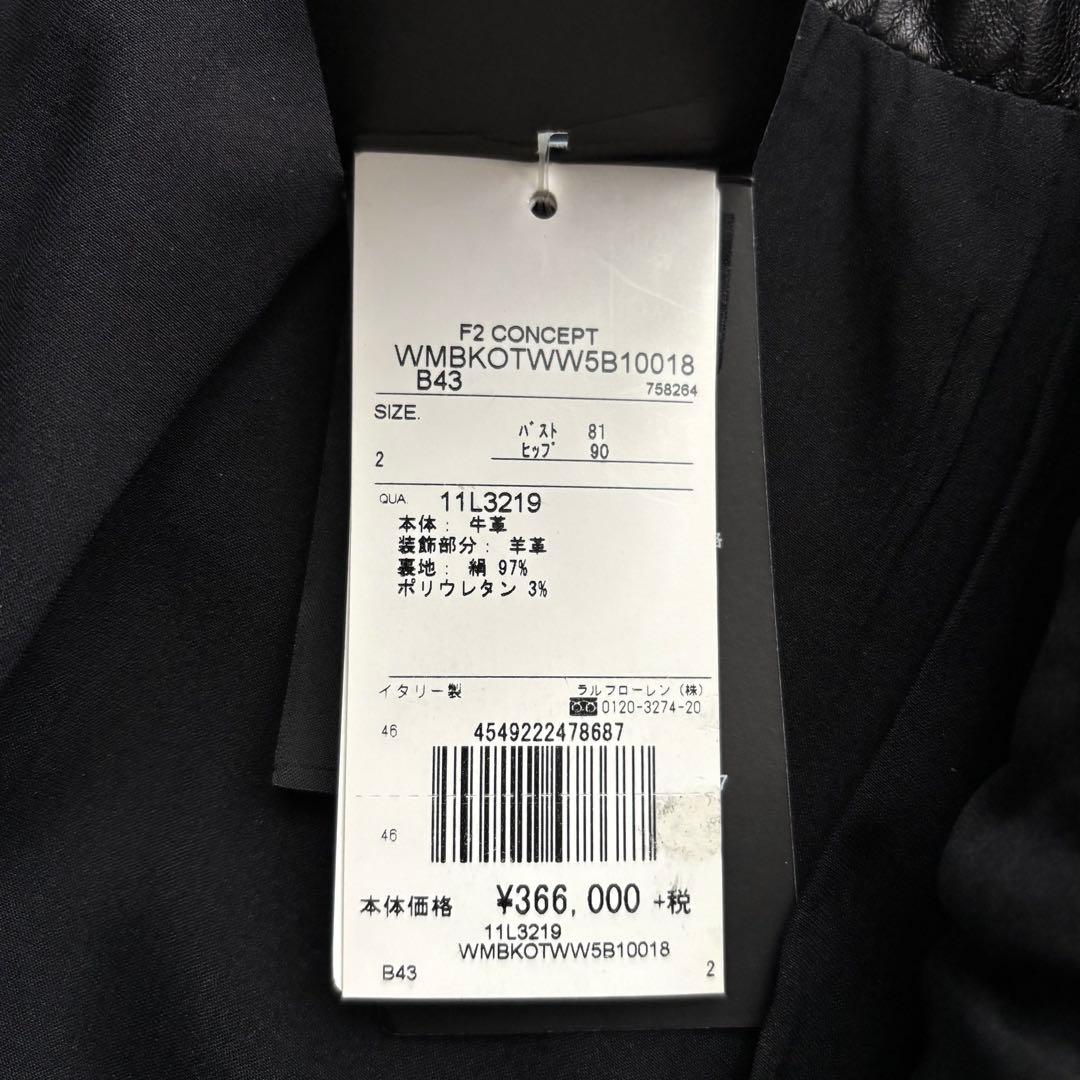 F2 CONCEPT
WMBKOTWW5B10018
B43 758264
SIZE.
バスト 81
ヒップ 90
2
QUA. 11L3219
本体： 牛革
装飾部分： 羊革
裏地： 絹 97%
ポリウレタン 3%
イタリー製 ラルフローレン（株）
0120-3274-20
46 4549222478687
46
本体価格 ¥366,000 +税
11L3219
WMBKOTWW5B10018
B43 2